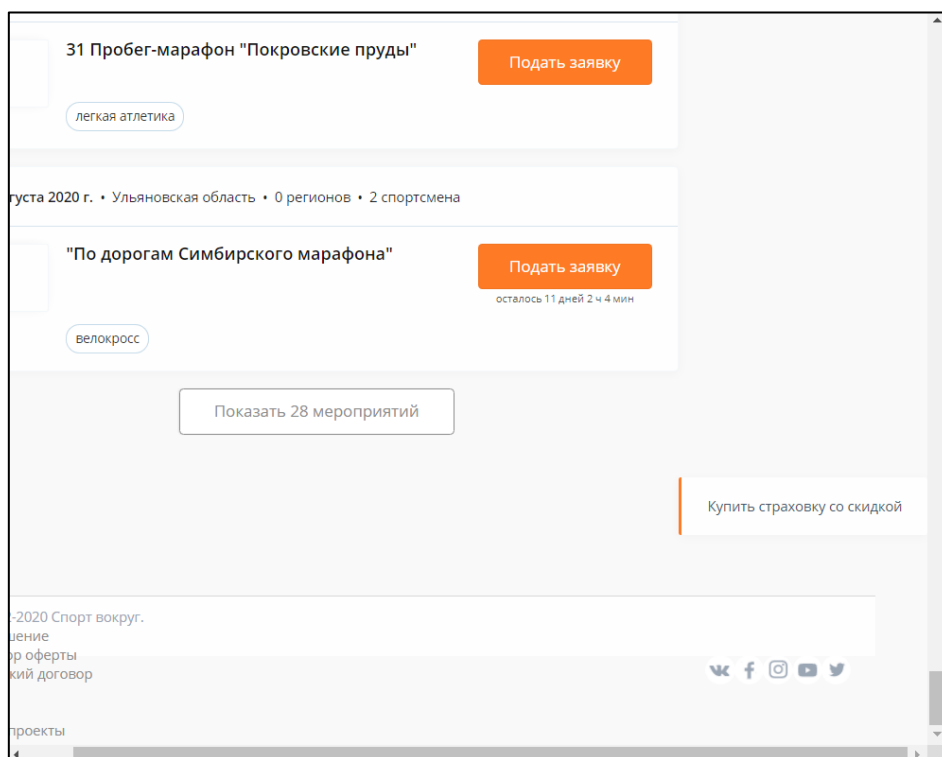 31 Пробег-марафон "Покровские пруды"
Подать заявку
легкая атлетика
густа 2020 г. • Ульяновская область • 0 регионов • 2 спортсмена
"По дорогам Симбирского марафона"
Подать заявку
осталось 11 дней 2 ч 4 мин
велокросс
Показать 28 мероприятий
Купить страховку со скидкой
-2020 Спорт вокруг.
шение
ор оферты
кий договор
проекты